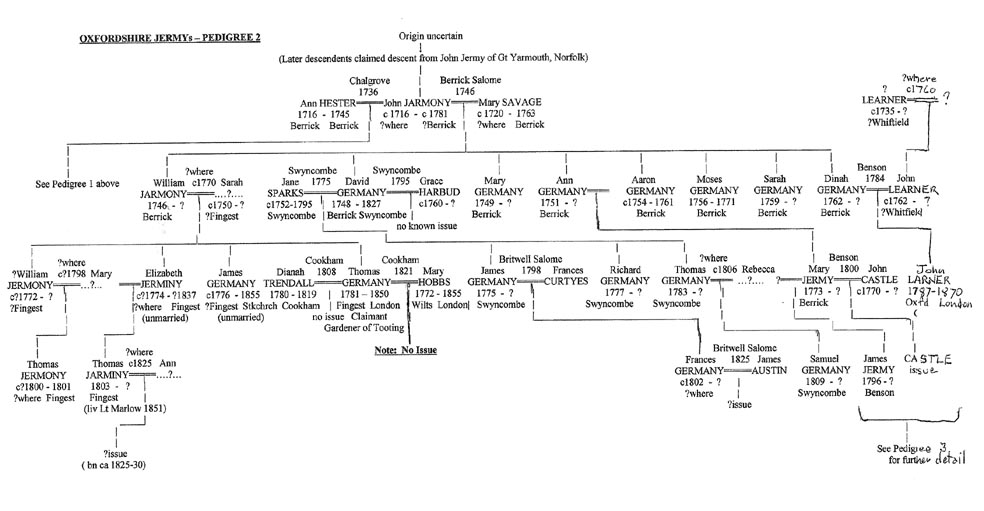 OXFORDSHIRE JERMYs – PEDIGREE 2
Origin uncertain
(Later descendents claimed descent from John Jermy of Gt Yarmouth, Norfolk)
Chalgrove Berrick Salome
1736 1746
Ann HESTER John JARMONY Mary SAVAGE
1716 - 1745 c 1716 - c 1781 c 1720 - 1763
Berrick Berrick ?where ?Berrick ?where Berrick
?where
? c1760
LEARNER ?
c1735 - ?
?Whitfield
See Pedigree 1 above
?where
William c1770 Sarah
JARMONY ....?....
1746 - ? c1750 - ?
Berrick ?Fingest
Swyncombe Swyncombe
Jane 1775 David 1795 Grace
SPARKS GERMANY HARBUD
c1752-1795 1748 - 1827 c1760 - ?
Swyncombe Berrick Swyncombe
no known issue
Mary
GERMANY
1749 - ?
Berrick
Ann
GERMANY
1751 - ?
Berrick
Aaron
GERMANY
c1754 - 1761
Berrick
Moses
GERMANY
1756 - 1771
Berrick
Sarah
GERMANY
1759 - ?
Berrick
Benson
Dinah 1784 John
GERMANY LEARNER
1762 - ? c1762 - ?
Berrick ?Whitfield
?where
?William c?1798 Mary
JERMONY ...?...
c?1772 - ?
?Fingest
Elizabeth
JERMINY
c?1774 - ?1837
?where Fingest
(unmarried)
James
GERMANY
c1776 - 1855
?Fingest Stkchrch
(unmarried)
Cookham Cookham
Dianah 1808 Thomas 1821 Mary
TRENDALL GERMANY HOBBS
1780 - 1819 1781 – 1850 1772 - 1855
Cookham Fingest London Wilts London
no issue Claimant
Gardener of Tooting
Note: No Issue
Britwell Salome
James 1798 Frances
GERMANY CURTYES
1775 - ?
Swyncombe
Richard
GERMANY
1777 - ?
Swyncombe
?where
Thomas c1806 Rebecca
GERMANY ...?...
1783 - ?
Swyncombe
Benson
? Mary 1800 John
JERMY CASTLE
1773 - ? c1770 - ?
Berrick
John
LARNER
1787-1870
Oxfd London
Thomas
JERMONY
c?1800 - 1801
?where Fingest
?where
Thomas c1825 Ann
JARMINY ....?...
1803 - ?
Fingest
(liv Lt Marlow 1851)
?issue
( bn ca 1825-30)
Britwell Salome
Frances 1825 James
GERMANY AUSTIN
c1802 - ?
?where
?issue
Samuel
GERMANY
1809 - ?
Swyncombe
James
JERMY
1796 - ?
Benson
CASTLE
issue
See Pedigree 3
for further detail